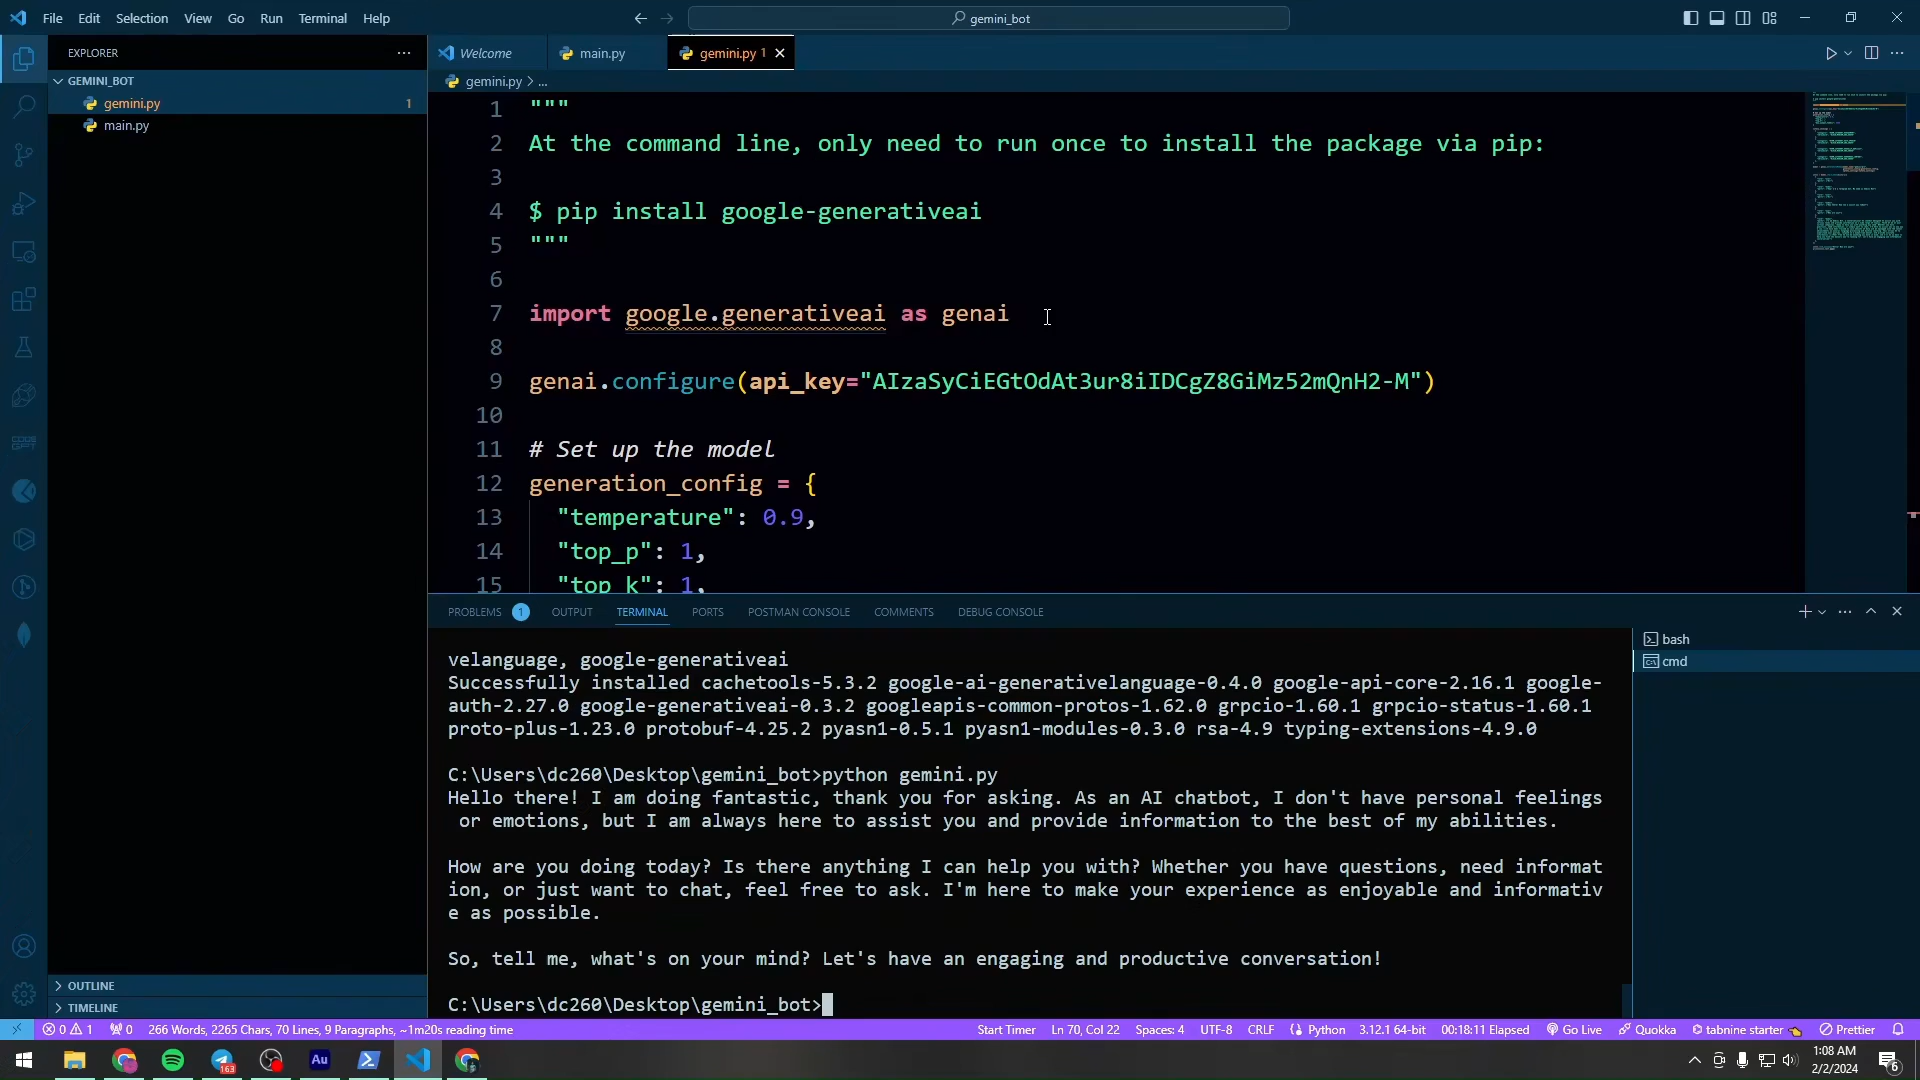 File Edit Selection View Go Run Terminal Help
gemini_bot
EXPLORER
Welcome
main.py
gemini.py 1
GEMINI_BOT
gemini.py > ...
gemini.py 1
main.py
1 """
2 At the command line, only need to run once to install the package via pip:
3
4 $ pip install google-generativeai
5 """
6
7 import google.generativeai as genai
8
9 genai.configure(api_key="AIzaSyCiEGtOdAt3ur8iIDCgZ8GiMz52mQnH2-M")
10
11 # Set up the model
12 generation_config = {
13 "temperature": 0.9,
14 "top_p": 1,
15 "top_k": 1,
PROBLEMS 1 OUTPUT TERMINAL PORTS POSTMAN CONSOLE COMMENTS DEBUG CONSOLE
bash
cmd
velanguage, google-generativeai
Successfully installed cachetools-5.3.2 google-ai-generativelanguage-0.4.0 google-api-core-2.16.1 google-
auth-2.27.0 google-generativeai-0.3.2 googleapis-common-protos-1.62.0 grpcio-1.60.1 grpcio-status-1.60.1
proto-plus-1.23.0 protobuf-4.25.2 pyasn1-0.5.1 pyasn1-modules-0.3.0 rsa-4.9 typing-extensions-4.9.0
C:\Users\dc260\Desktop\gemini_bot>python gemini.py
Hello there! I am doing fantastic, thank you for asking. As an AI chatbot, I don't have personal feelings
or emotions, but I am always here to assist you and provide information to the best of my abilities.
How are you doing today? Is there anything I can help you with? Whether you have questions, need informat
ion, or just want to chat, feel free to ask. I'm here to make your experience as enjoyable and informativ
e as possible.
So, tell me, what's on your mind? Let's have an engaging and productive conversation!
C:\Users\dc260\Desktop\gemini_bot>
OUTLINE
TIMELINE
0 1 0 266 Words, 2265 Chars, 70 Lines, 9 Paragraphs, ~1m20s reading time Start Timer Ln 70, Col 22 Spaces: 4 UTF-8 CRLF Python 3.12.1 64-bit 00:18:11 Elapsed Go Live Quokka tabnine starter Prettier
Au
163
1:08 AM
2/2/2024
6